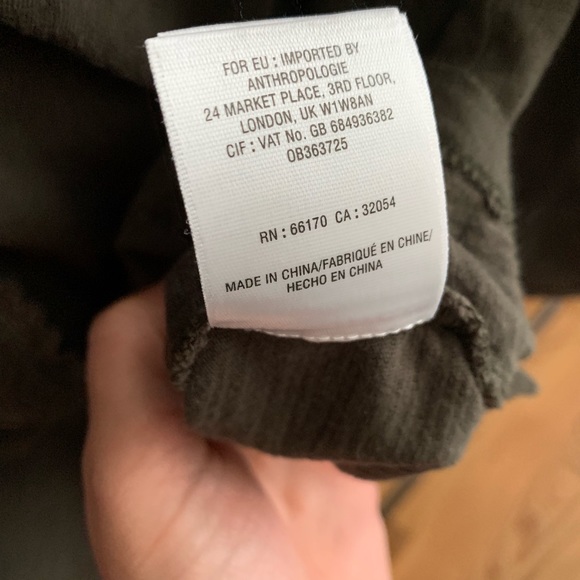 FOR EU : IMPORTED BY
ANTHROPOLOGIE
24 MARKET PLACE, 3RD FLOOR,
LONDON, UK W1W8AN
CIF : VAT No. GB 684936382
OB363725
RN : 66170 CA : 32054
MADE IN CHINA/FABRIQUÉ EN CHINE/
HECHO EN CHINA